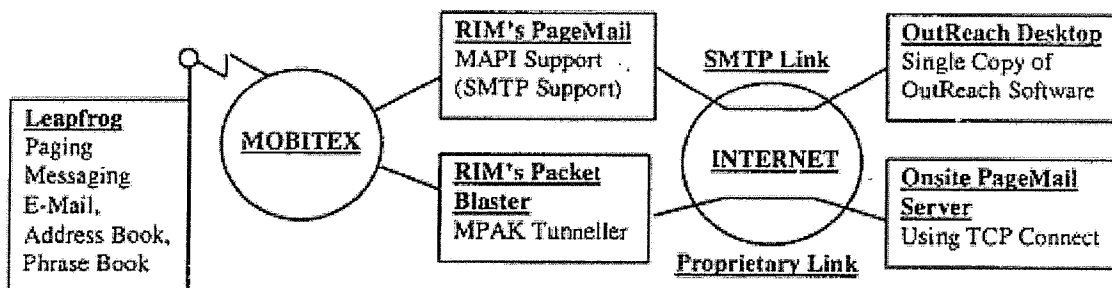 Leapfrog
Paging
Messaging
E-Mail,
Address Book,
Phrase Book
MOBITEX
RIM's PageMail
MAPI Support
(SMTP Support)
RIM's Packet
Blaster
MPAK Tunneller
SMTP Link
INTERNET
Proprietary Link
OutReach Desktop
Single Copy of
OutReach Software
Onsite PageMail
Server
Using TCP Connect